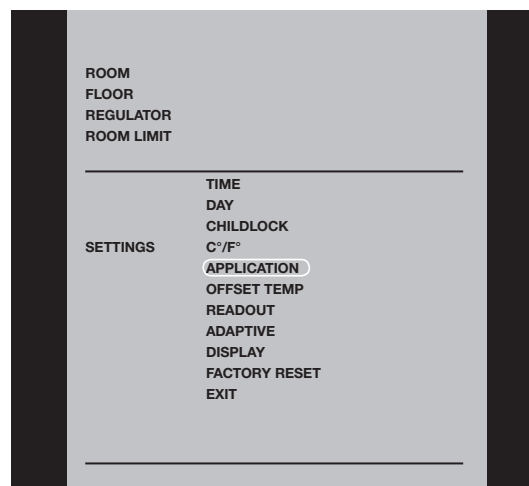 ROOM
FLOOR
REGULATOR
ROOM LIMIT
TIME
DAY
CHILDLOCK
SETTINGS C°/F°
APPLICATION
OFFSET TEMP
READOUT
ADAPTIVE
DISPLAY
FACTORY RESET
EXIT